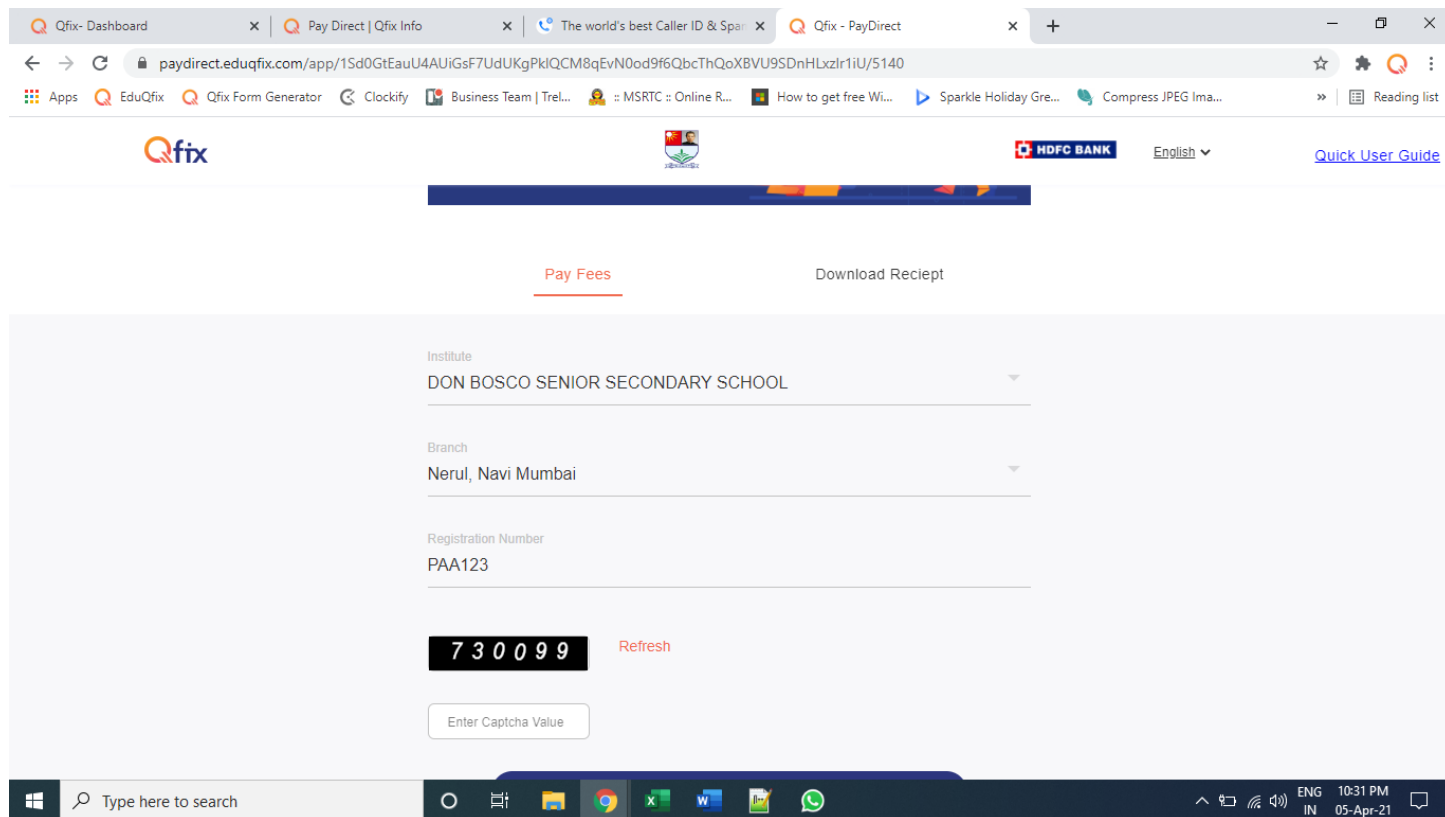 Qfix- Dashboard
Pay Direct | Qfix Info
The world's best Caller ID & Spar
Qfix - PayDirect
paydirect.eduqfix.com/app/1Sd0GtEauU4AUiGsF7UdUKgPklQCM8qEvN0od9f6QbcThQoXBVU9SDnHLxzIr1iU/5140
Apps EduQfix Qfix Form Generator Clockify Business Team | Trel... :: MSRTC :: Online R... How to get free Wi... Sparkle Holiday Gre... Compress JPEG Ima... » Reading list
Qfix
HDFC BANK
English
Quick User Guide
Pay Fees
Download Reciept
Institute
DON BOSCO SENIOR SECONDARY SCHOOL
Branch
Nerul, Navi Mumbai
Registration Number
PAA123
730099
Refresh
Enter Captcha Value
Type here to search
ENG 10:31 PM
IN 05-Apr-21